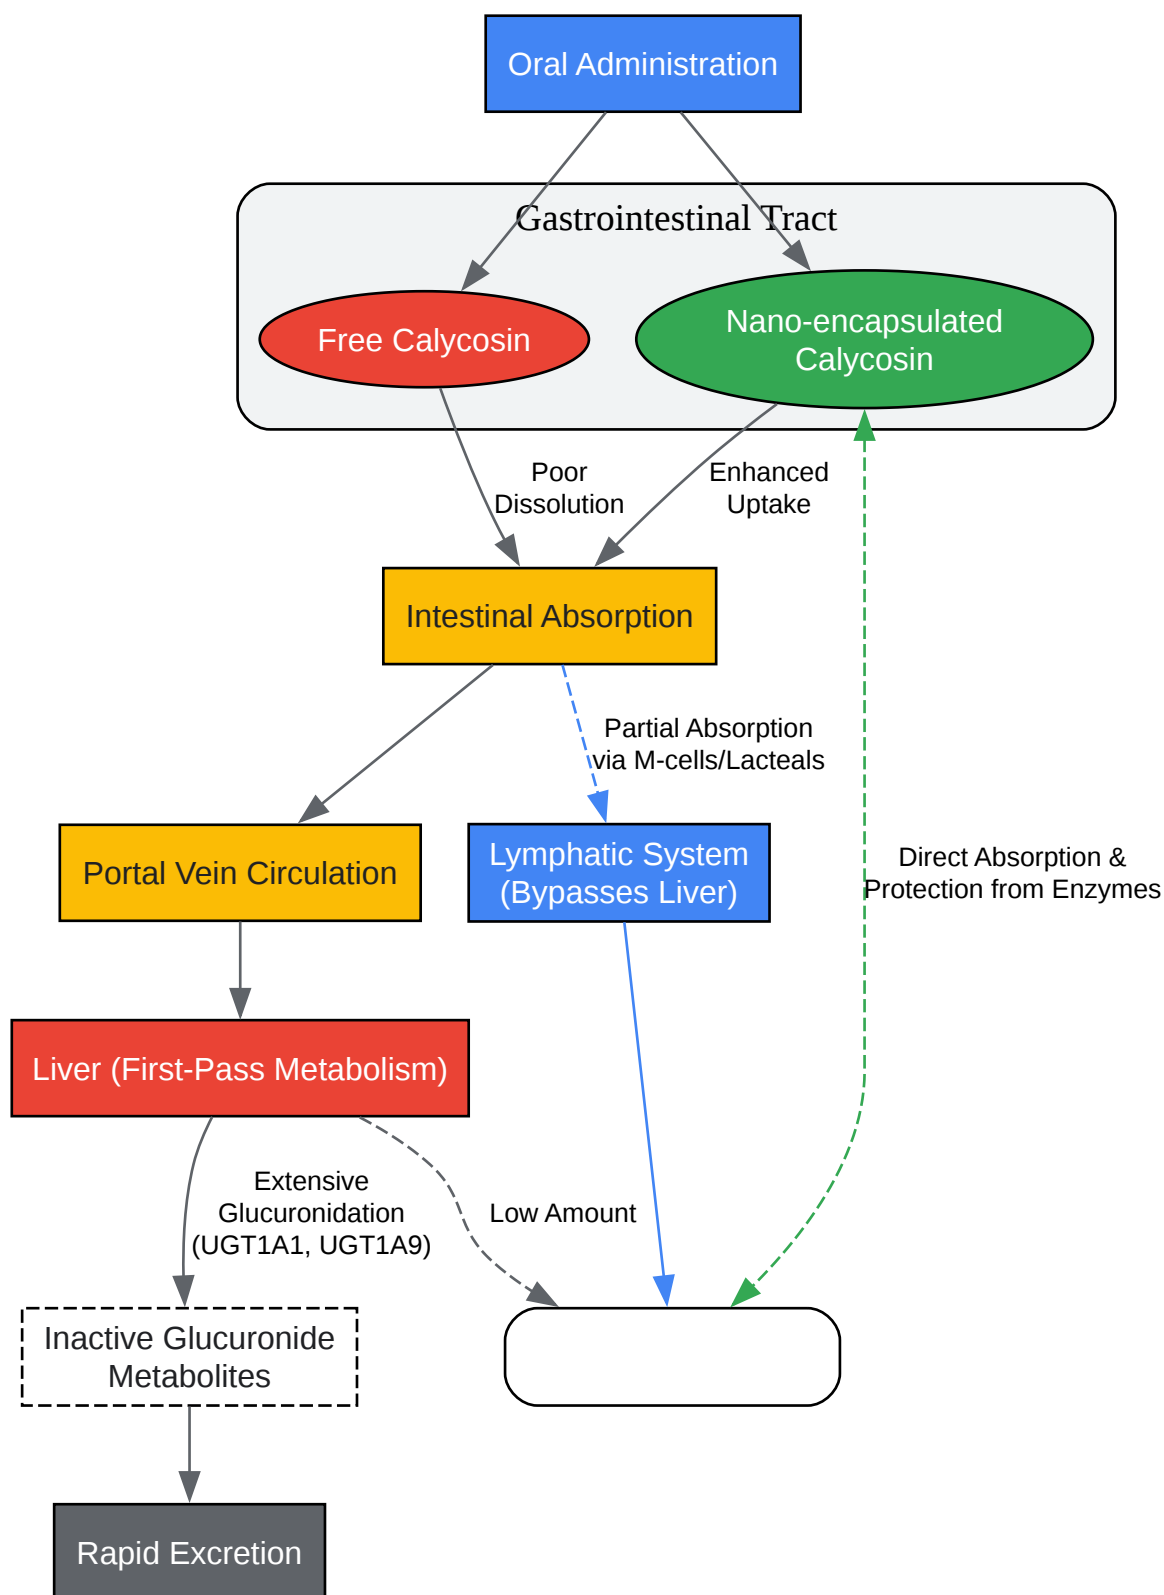 Oral Administration
Gastrointestinal Tract
Free Calycosin
Nano-encapsulated
Calycosin
Poor
Dissolution
Enhanced
Uptake
Intestinal Absorption
Partial Absorption
via M-cells/Lacteals
Portal Vein Circulation
Lymphatic System
(Bypasses Liver)
Direct Absorption &
Protection from Enzymes
Liver (First-Pass Metabolism)
Extensive
Glucuronidation
(UGT1A1, UGT1A9)
Low Amount
Inactive Glucuronide
Metabolites
Rapid Excretion